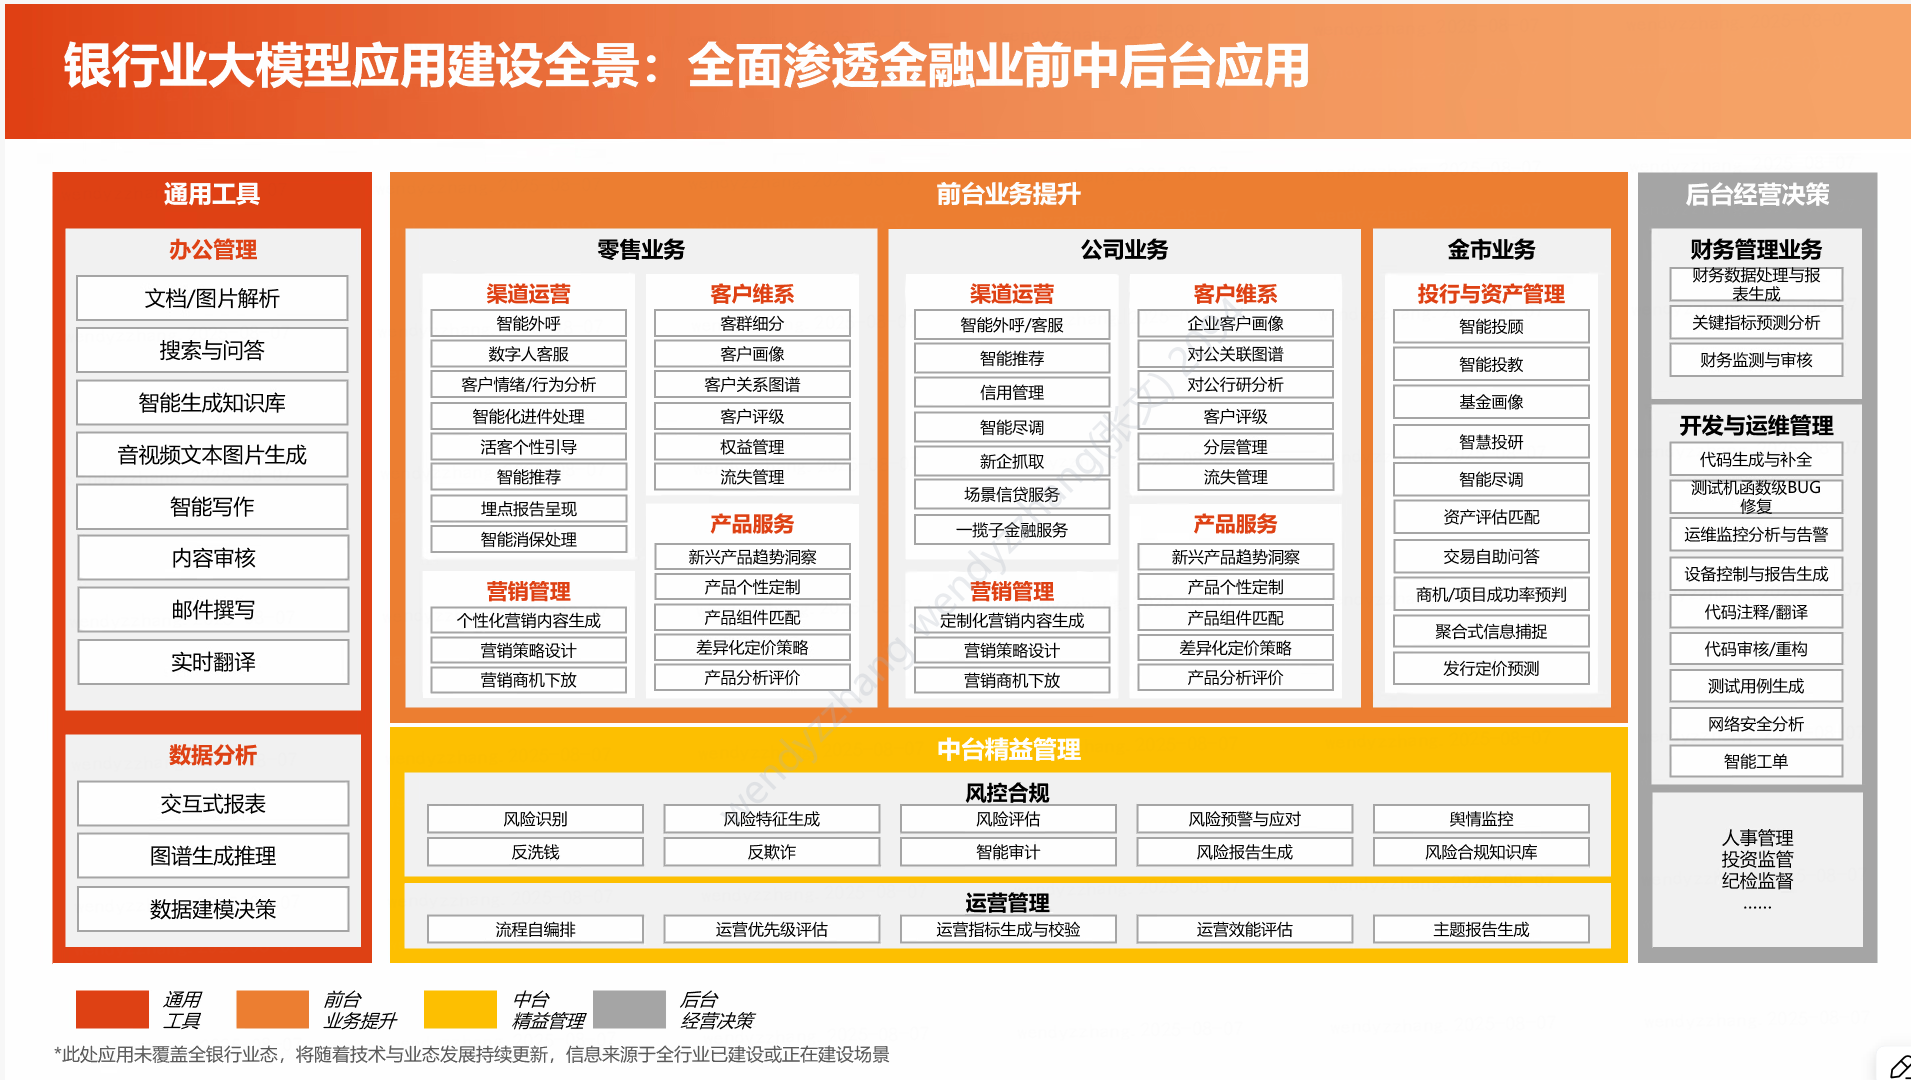 银行业大模型应用建设全景：全面渗透金融业前中后台应用
通用工具
办公管理
文档/图片解析
搜索与问答
智能生成知识库
音视频文本图片生成
智能写作
内容审核
邮件撰写
实时翻译
数据分析
交互式报表
图谱生成推理
数据建模决策
前台业务提升
零售业务
渠道运营
智能外呼
数字人客服
客户情绪/行为分析
智能化进件处理
活客个性引导
智能推荐
埋点报告呈现
智能消保处理
营销管理
个性化营销内容生成
营销策略设计
营销商机下放
客户维系
客群细分
客户画像
客户关系图谱
客户评级
权益管理
流失管理
产品服务
新兴产品趋势洞察
产品个性定制
产品组件匹配
差异化定价策略
产品分析评价
公司业务
渠道运营
智能外呼/客服
智能推荐
信用管理
智能尽调
新企抓取
场景信贷服务
一揽子金融服务
营销管理
定制化营销内容生成
营销策略设计
营销商机下放
客户维系
企业客户画像
对公关联图谱
对公行研分析
客户评级
分层管理
流失管理
产品服务
新兴产品趋势洞察
产品个性定制
产品组件匹配
差异化定价策略
产品分析评价
金市业务
投行与资产管理
智能投顾
智能投教
基金画像
智慧投研
智能尽调
资产评估匹配
交易自助问答
商机/项目成功率预判
聚合式信息捕捉
发行定价预测
中台精益管理
风控合规
风险识别
风险特征生成
风险评估
风险预警与应对
舆情监控
反洗钱
反欺诈
智能审计
风险报告生成
风险合规知识库
运营管理
流程自编排
运营优先级评估
运营指标生成与校验
运营效能评估
主题报告生成
后台经营决策
财务管理业务
财务数据处理与报
表生成
关键指标预测分析
财务监测与审核
开发与运维管理
代码生成与补全
测试机函数级BUG
修复
运维监控分析与告警
设备控制与报告生成
代码注释/翻译
代码审核/重构
测试用例生成
网络安全分析
智能工单
人事管理
投资监管
纪检监督
……
通用
工具
前台
业务提升
中台
精益管理
后台
经营决策
*此处应用未覆盖全银行业态，将随着技术与业态发展持续更新，信息来源于全行业已建设或正在建设场景
wendyzzhang wendyzzhang(张文)